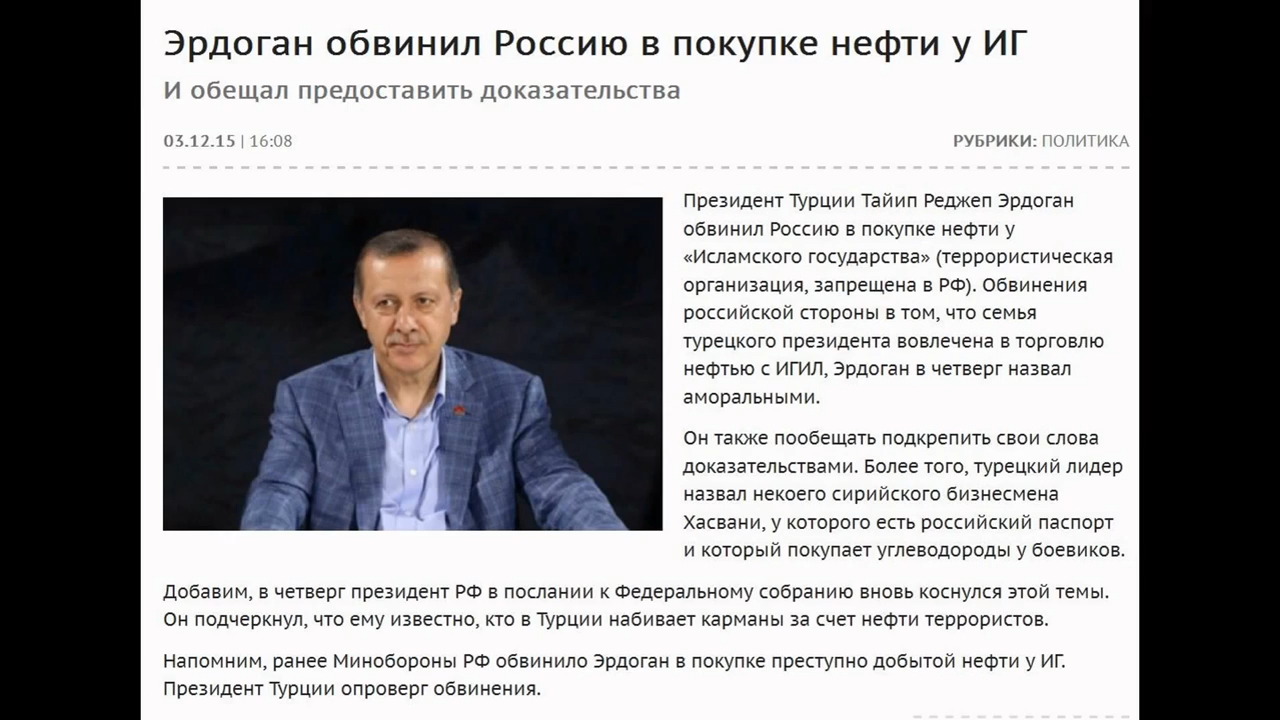 Эрдоган обвинил Россию в покупке нефти у ИГ
И обещал предоставить доказательства
03.12.15 | 16:08
РУБРИКИ: ПОЛИТИКА
Президент Турции Тайип Реджеп Эрдоган
обвинил Россию в покупке нефти у
«Исламского государства» (террористическая
организация, запрещена в РФ). Обвинения
российской стороны в том, что семья
турецкого президента вовлечена в торговлю
нефтью с ИГИЛ, Эрдоган в четверг назвал
аморальными.
Он также пообещать подкрепить свои слова
доказательствами. Более того, турецкий лидер
назвал некоего сирийского бизнесмена
Хасвани, у которого есть российский паспорт
и который покупает углеводороды у боевиков.
Добавим, в четверг президент РФ в послании к Федеральному собранию вновь коснулся этой темы.
Он подчеркнул, что ему известно, кто в Турции набивает карманы за счет нефти террористов.
Напомним, ранее Минобороны РФ обвинило Эрдоган в покупке преступно добытой нефти у ИГ.
Президент Турции опроверг обвинения.